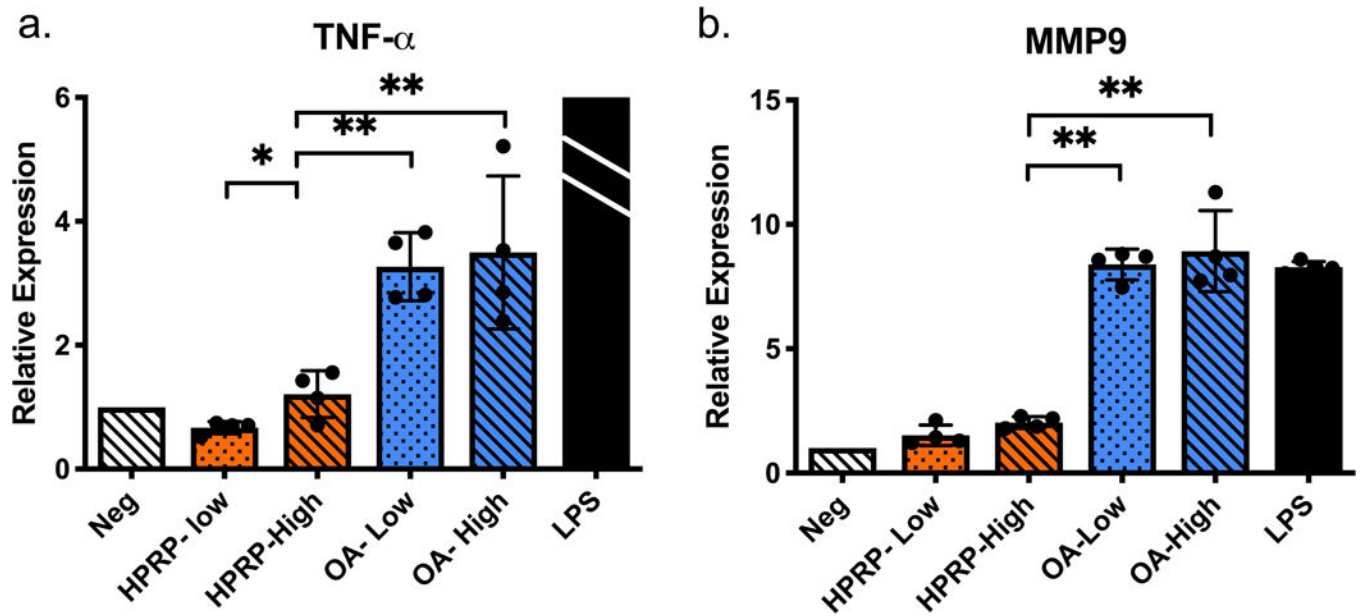 a.
TNF-α
Relative Expression
6
4
2
0
*
**
**
Neg
HPRP- low
HPRP-High
OA- Low
OA- High
LPS
b.
MMP9
Relative Expression
15
10
5
0
**
**
Neg
HPRP- Low
HPRP-High
OA-Low
OA-High
LPS